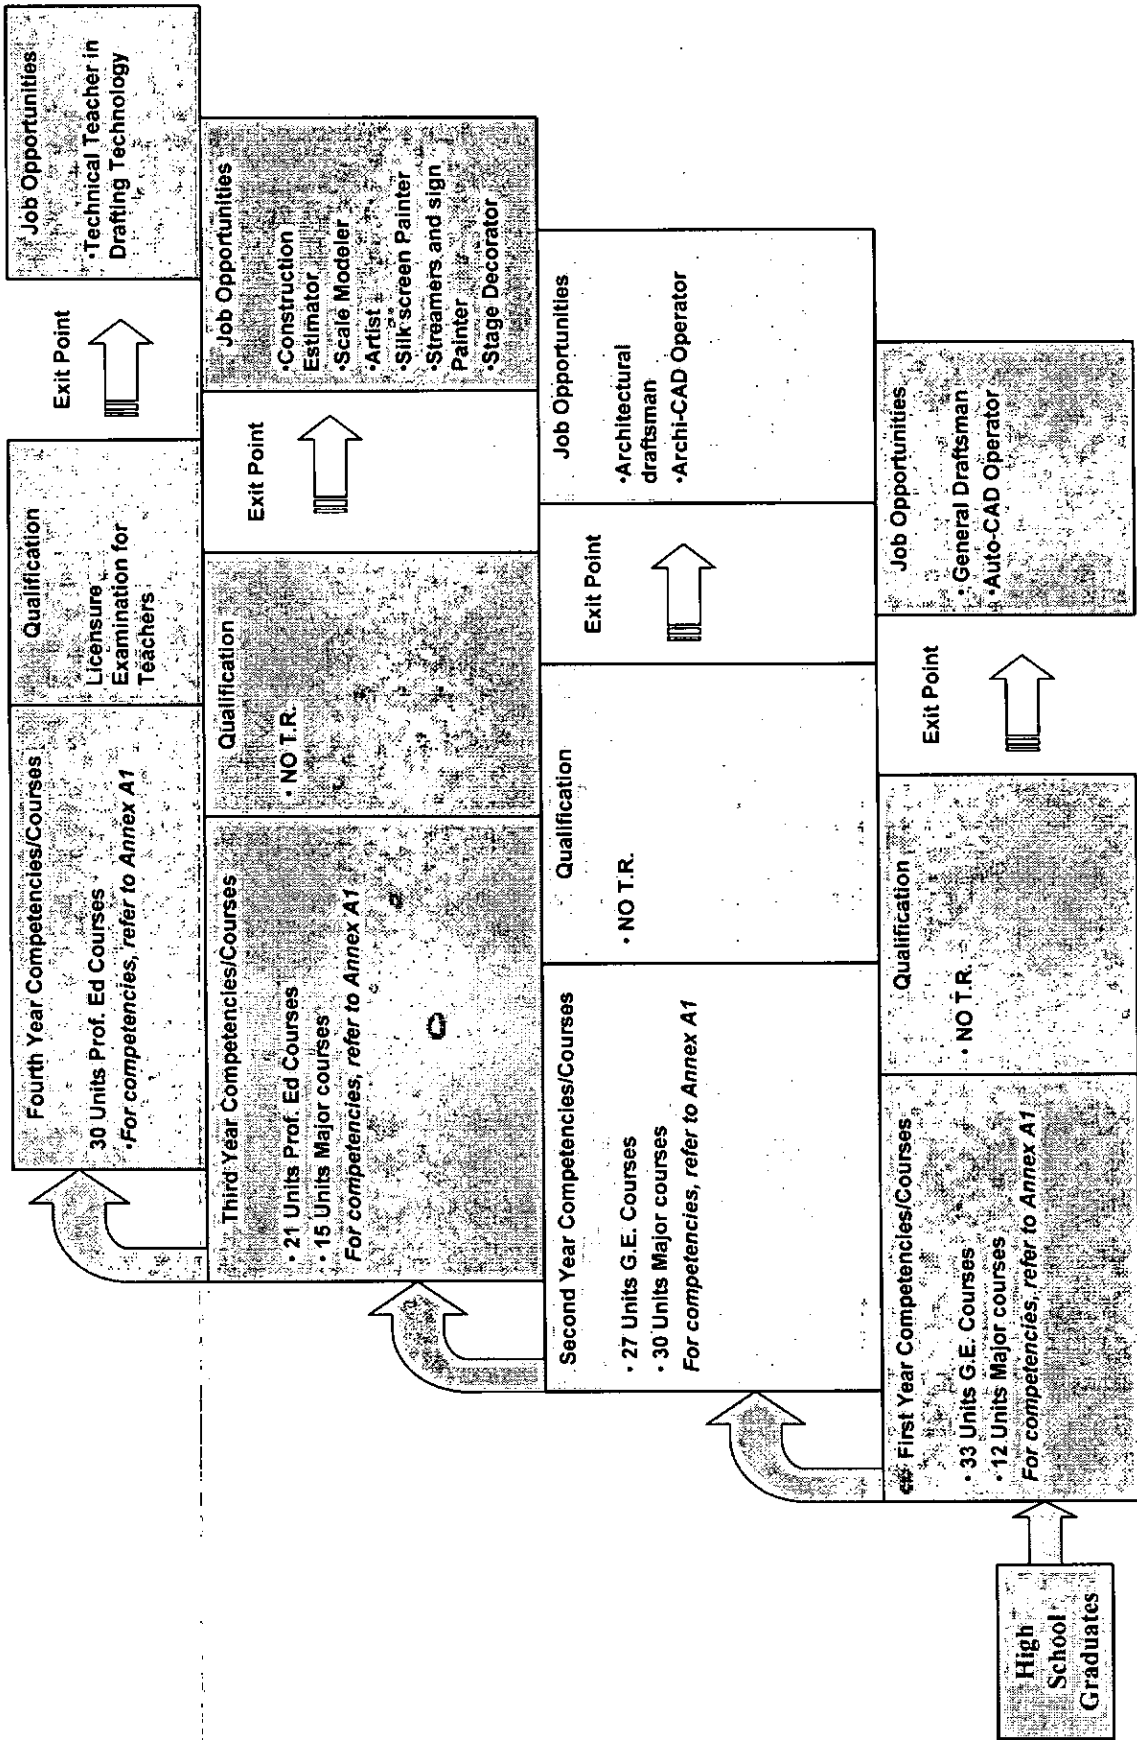 Fourth Year Competencies/Courses
30 Units Prof. Ed Courses
•For competencies, refer to Annex A1
Qualification
Licensure
Examination for
Teachers
Exit Point
Job Opportunities
•Technical Teacher in
Drafting Technology
Third Year Competencies/Courses
• 21 Units Prof. Ed Courses
• 15 Units Major courses
For competencies, refer to Annex A1
Qualification
• NO T.R.
Exit Point
Job Opportunities
•Construction
Estimator
•Scale Modeler
•Artist
•Silk screen Painter
•Streamers and sign
Painter
•Stage Decorator
Second Year Competencies/Courses
• 27 Units G.E. Courses
• 30 Units Major courses
For competencies, refer to Annex A1
Qualification
• NO T.R.
Exit Point
Job Opportunities
•Architectural
draftsman
•Archi-CAD Operator
First Year Competencies/Courses
• 33 Units G.E. Courses
• 12 Units Major courses
For competencies, refer to Annex A1
Qualification
• NO T.R.
Exit Point
Job Opportunities
• General Draftsman
•Auto-CAD Operator
High
School
Graduates